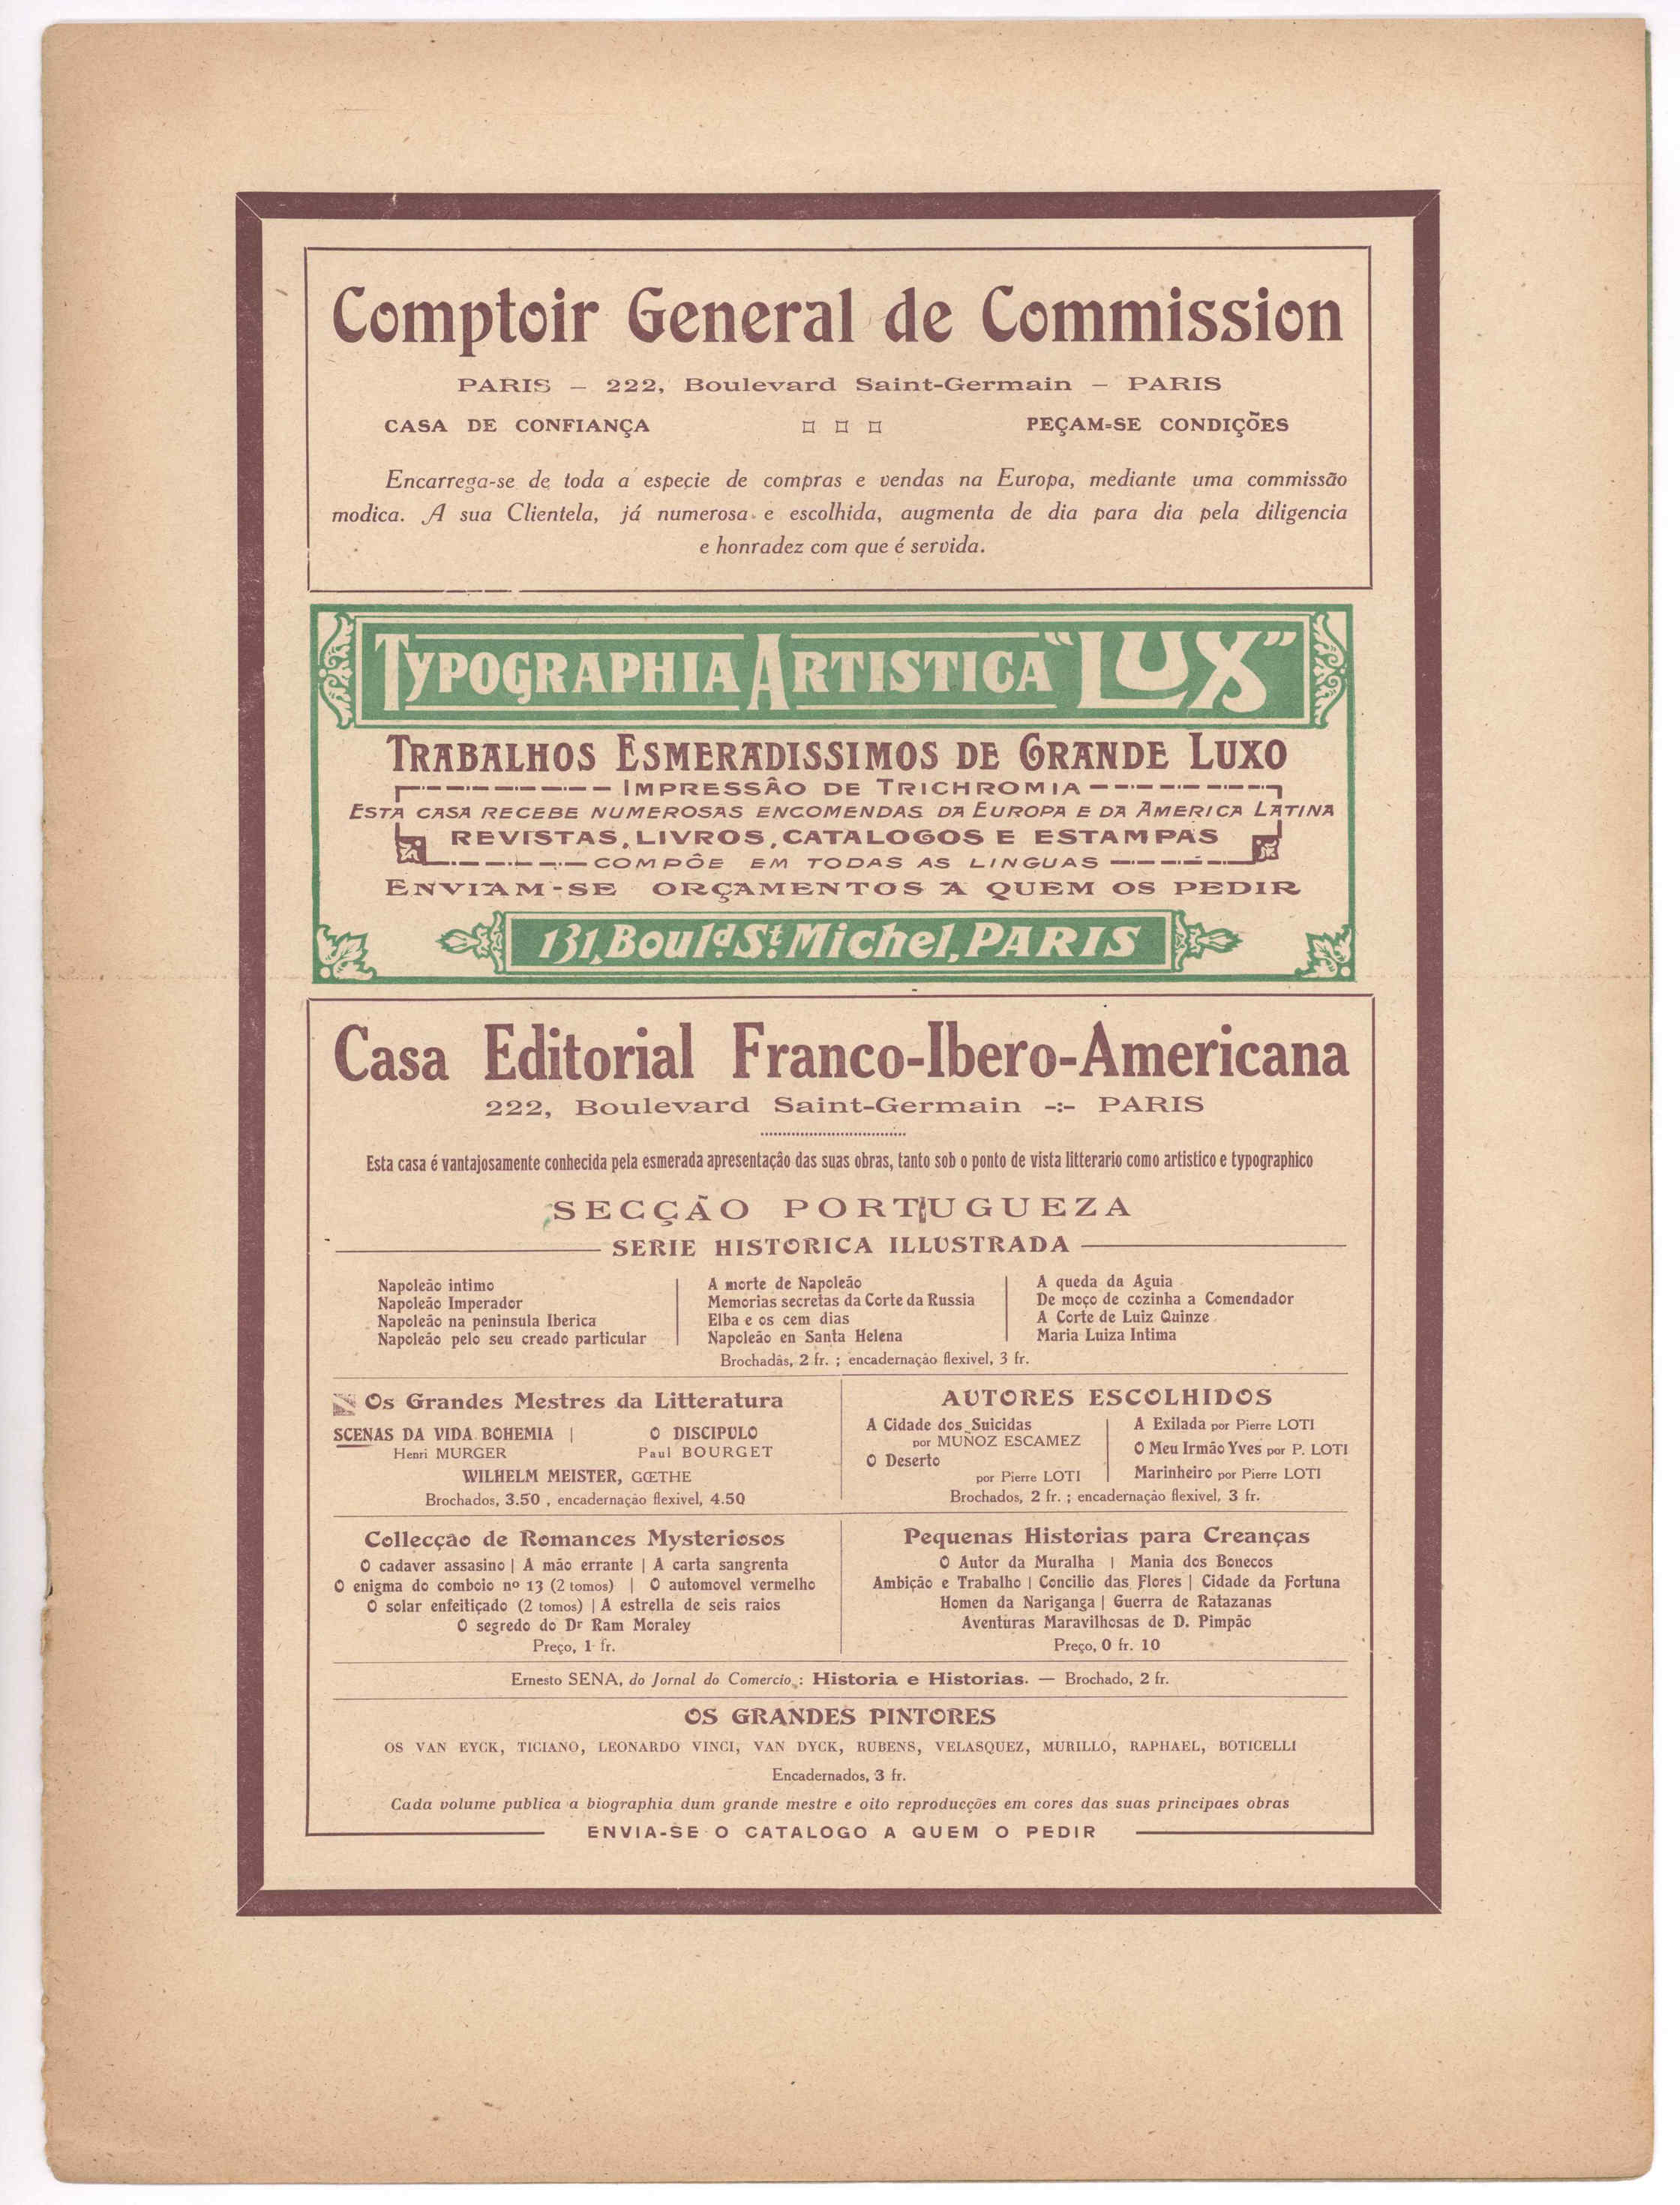 Comptoir General de Commission
PARIS – 222, Boulevard Saint-Germain – PARIS
CASA DE CONFIANÇA PEÇAM-SE CONDIÇÕES
Encarrega-se de toda a especie de compras e vendas na Europa, mediante uma commissão
modica. A sua Clientela, já numerosa e escolhida, augmenta de dia para dia pela diligencia
e honradez com que é servida.
TYPOGRAPHIA ARTISTICA "LUX"
TRABALHOS ESMERADISSIMOS DE GRANDE LUXO
IMPRESSÂO DE TRICHROMIA
ESTA CASA RECEBE NUMEROSAS ENCOMENDAS DA EUROPA E DA AMERICA LATINA
REVISTAS, LIVROS, CATALOGOS E ESTAMPAS
COMPÕE EM TODAS AS LINGUAS
ENVIAM-SE ORÇAMENTOS A QUEM OS PEDIR
131, Bould. St. Michel, PARIS
Casa Editorial Franco-Ibero-Americana
222, Boulevard Saint-Germain -:- PARIS
Esta casa é vantajosamente conhecida pela esmerada apresentação das suas obras, tanto sob o ponto de vista litterario como artistico e typographico
SECÇÃO PORTUGUEZA
SERIE HISTORICA ILLUSTRADA
Napoleão intimo
Napoleão Imperador
Napoleão na peninsula Iberica
Napoleão pelo seu creado particular
A morte de Napoleão
Memorias secretas da Corte da Russia
Elba e os cem dias
Napoleão en Santa Helena
A queda da Aguia
De moço de cozinha a Comendador
A Corte de Luiz Quinze
Maria Luiza Intima
Brochadas, 2 fr. ; encadernação flexivel, 3 fr.
Os Grandes Mestres da Litteratura
SCENAS DA VIDA BOHEMIA | O DISCIPULO
Henri MURGER Paul BOURGET
WILHELM MEISTER, GŒTHE
Brochados, 3.50 , encadernação flexivel, 4.50
AUTORES ESCOLHIDOS
A Cidade dos Suicidas
por MUÑOZ ESCAMEZ
O Deserto
por Pierre LOTI
A Exilada por Pierre LOTI
O Meu Irmão Yves por P. LOTI
Marinheiro por Pierre LOTI
Brochados, 2 fr. ; encadernação flexivel, 3 fr.
Collecção de Romances Mysteriosos
O cadaver assasino | A mão errante | A carta sangrenta
O enigma do comboio nº 13 (2 tomos) | O automovel vermelho
O solar enfeitiçado (2 tomos) | A estrella de seis raios
O segredo do Dr Ram Moraley
Preço, 1 fr.
Pequenas Historias para Creanças
O Autor da Muralha | Mania dos Bonecos
Ambição e Trabalho | Concilio das Flores | Cidade da Fortuna
Homen da Nariganga | Guerra de Ratazanas
Aventuras Maravilhosas de D. Pimpão
Preço, 0 fr. 10
Ernesto SENA, do Jornal do Comercio : Historia e Historias. — Brochado, 2 fr.
OS GRANDES PINTORES
OS VAN EYCK, TICIANO, LEONARDO VINCI, VAN DYCK, RUBENS, VELASQUEZ, MURILLO, RAPHAEL, BOTICELLI
Encadernados, 3 fr.
Cada volume publica a biographia dum grande mestre e oito reproducções em cores das suas principaes obras
ENVIA-SE O CATALOGO A QUEM O PEDIR